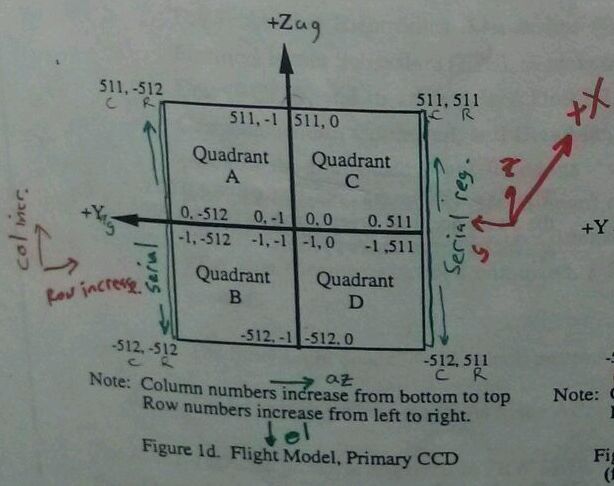 +Zag
511, -512
C R
511, 511
C R
511, -1 511, 0
+X
Quadrant
A
Quadrant
C
z
Serial reg.
+Yag
0, -512 0, -1 0, 0 0, 511
y
+Y
-1, -512 -1, -1 -1, 0 -1 ,511
col incr.
Row increase.
Serial
Quadrant
B
Quadrant
D
-512, -1 -512, 0
-512, -512
C R
-512, 511
C R
az
Note: Column numbers increase from bottom to top
Row numbers increase from left to right.
el
Note:
Figure 1d. Flight Model, Primary CCD
Fig